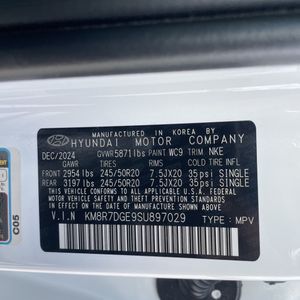 MANUFACTURED IN KOREA BY
HYUNDAI MOTOR COMPANY
DEC/2024 GVWR 5871 lbs PAINT:WC9 TRIM:NKE
GAWR TIRES RIMS COLD TIRE INFL
FRONT 2954 lbs 245/50R20 7.5JX20 35psi SINGLE
REAR 3197 lbs 245/50R20 7.5JX20 35psi SINGLE
THIS VEHICLE CONFORMS TO ALL APPLICABLE U.S. FEDERAL
MOTOR VEHICLE SAFETY AND THEFT PREVENTION STANDARDS
IN EFFECT ON THE DATE OF MANUFACTURE SHOWN ABOVE.
V.I.N KM8R7DGE9SU897029 TYPE : MPV
C05